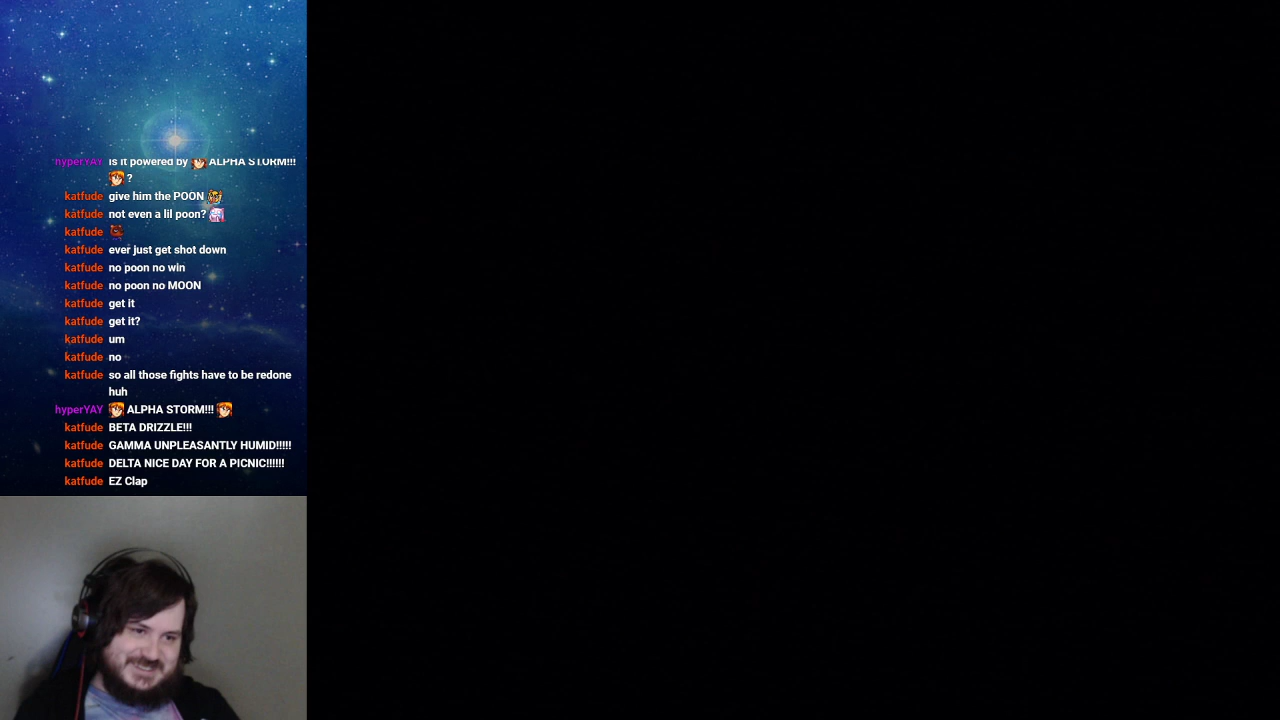 hyperYAY is it powered by ALPHA STORM!!!
?
katfude give him the POON
katfude not even a lil poon?
katfude
katfude ever just get shot down
katfude no poon no win
katfude no poon no MOON
katfude get it
katfude get it?
katfude um
katfude no
katfude so all those fights have to be redone
huh
hyperYAY ALPHA STORM!!!
katfude BETA DRIZZLE!!!
katfude GAMMA UNPLEASANTLY HUMID!!!!!
katfude DELTA NICE DAY FOR A PICNIC!!!!!!
katfude EZ Clap